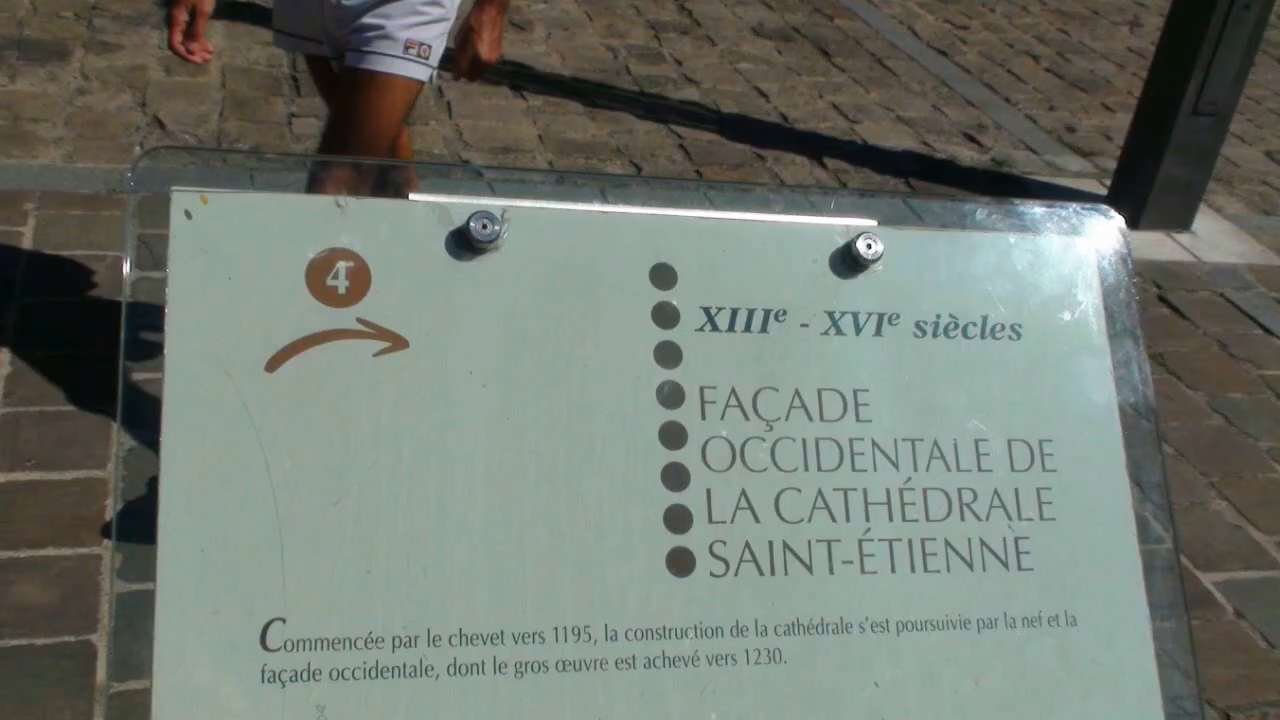 4
XIIIe - XVIe siècles
FAÇADE
OCCIDENTALE DE
LA CATHÉDRALE
SAINT-ÉTIENNE
Commencée par le chevet vers 1195, la construction de la cathédrale s'est poursuivie par la nef et la
façade occidentale, dont le gros œuvre est achevé vers 1230.